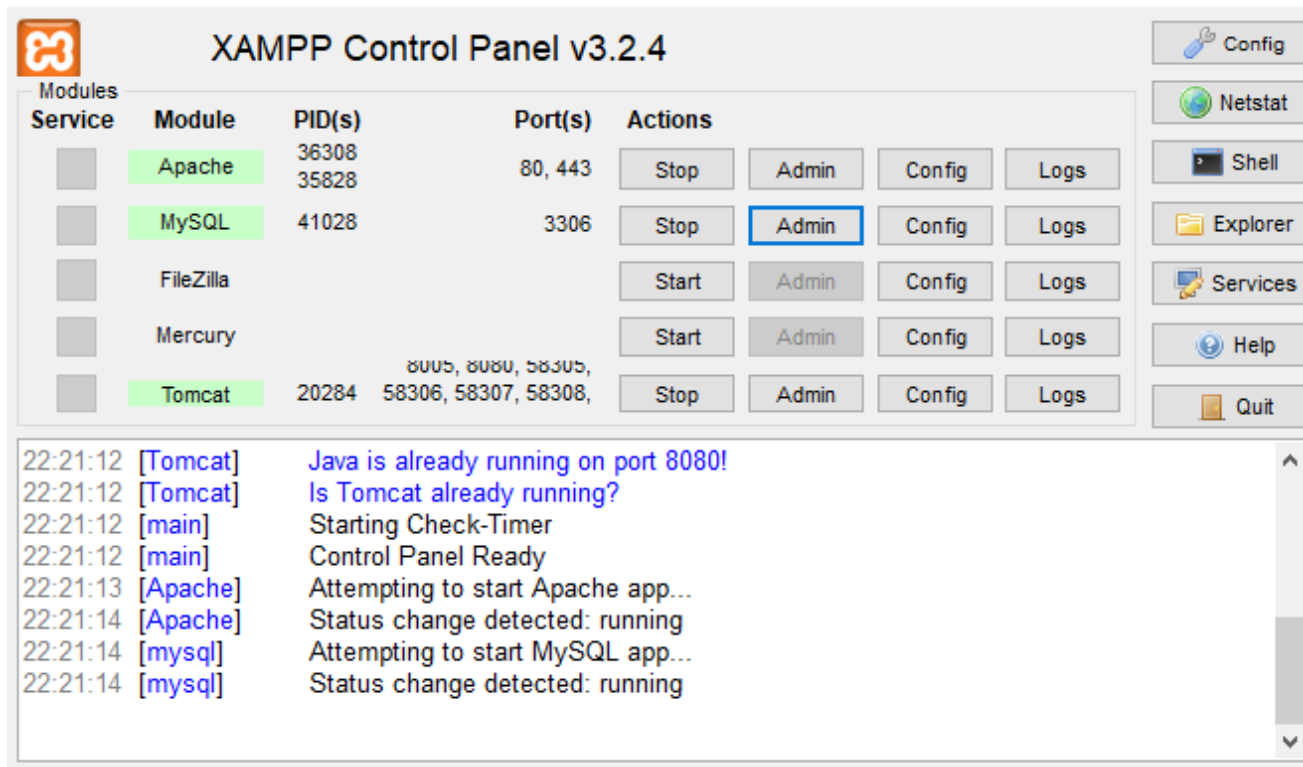 XAMPP Control Panel v3.2.4
Config
Modules
Netstat
Service Module PID(s) Port(s) Actions
Shell
Apache 36308 35828 80, 443 Stop Admin Config Logs
MySQL 41028 3306 Stop Admin Config Logs
Explorer
FileZilla Start Admin Config Logs
Services
Mercury Start Admin Config Logs
Help
8005, 8080, 58305,
Tomcat 20284 58306, 58307, 58308, Stop Admin Config Logs
Quit
22:21:12 [Tomcat] Java is already running on port 8080!
22:21:12 [Tomcat] Is Tomcat already running?
22:21:12 [main] Starting Check-Timer
22:21:12 [main] Control Panel Ready
22:21:13 [Apache] Attempting to start Apache app...
22:21:14 [Apache] Status change detected: running
22:21:14 [mysql] Attempting to start MySQL app...
22:21:14 [mysql] Status change detected: running